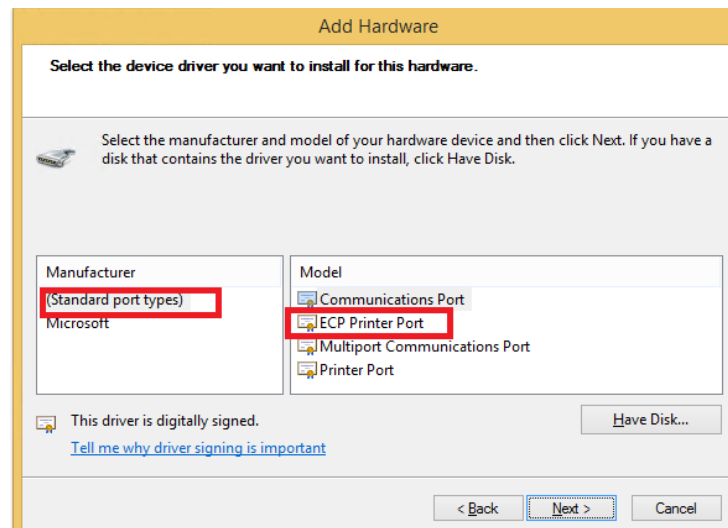 Add Hardware
Select the device driver you want to install for this hardware.
Select the manufacturer and model of your hardware device and then click Next. If you have a
disk that contains the driver you want to install, click Have Disk.
Manufacturer
(Standard port types)
Microsoft
Model
Communications Port
ECP Printer Port
Multiport Communications Port
Printer Port
This driver is digitally signed.
Tell me why driver signing is important
Have Disk...
< Back
Next >
Cancel